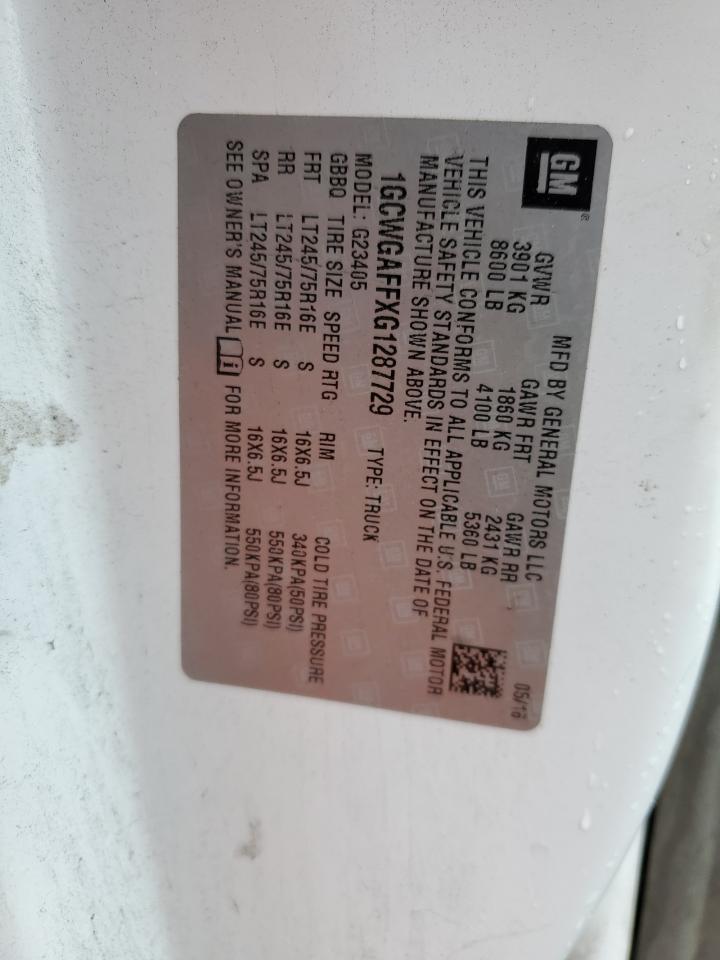 GM®
MFD BY GENERAL MOTORS LLC 05/16
GVWR GAWR FRT GAWR RR
3901 KG 1860 KG 2431 KG
8600 LB 4100 LB 5360 LB
THIS VEHICLE CONFORMS TO ALL APPLICABLE U.S. FEDERAL MOTOR
VEHICLE SAFETY STANDARDS IN EFFECT ON THE DATE OF
MANUFACTURE SHOWN ABOVE.
1GCWGAFFXG1287729 TYPE: TRUCK
MODEL: G23405
GBBQ TIRE SIZE SPEED RTG RIM COLD TIRE PRESSURE
FRT LT245/75R16E S 16X6.5J 340KPA(50PSI)
RR LT245/75R16E S 16X6.5J 550KPA(80PSI)
SPA LT245/75R16E S 16X6.5J 550KPA(80PSI)
SEE OWNER'S MANUAL FOR MORE INFORMATION.